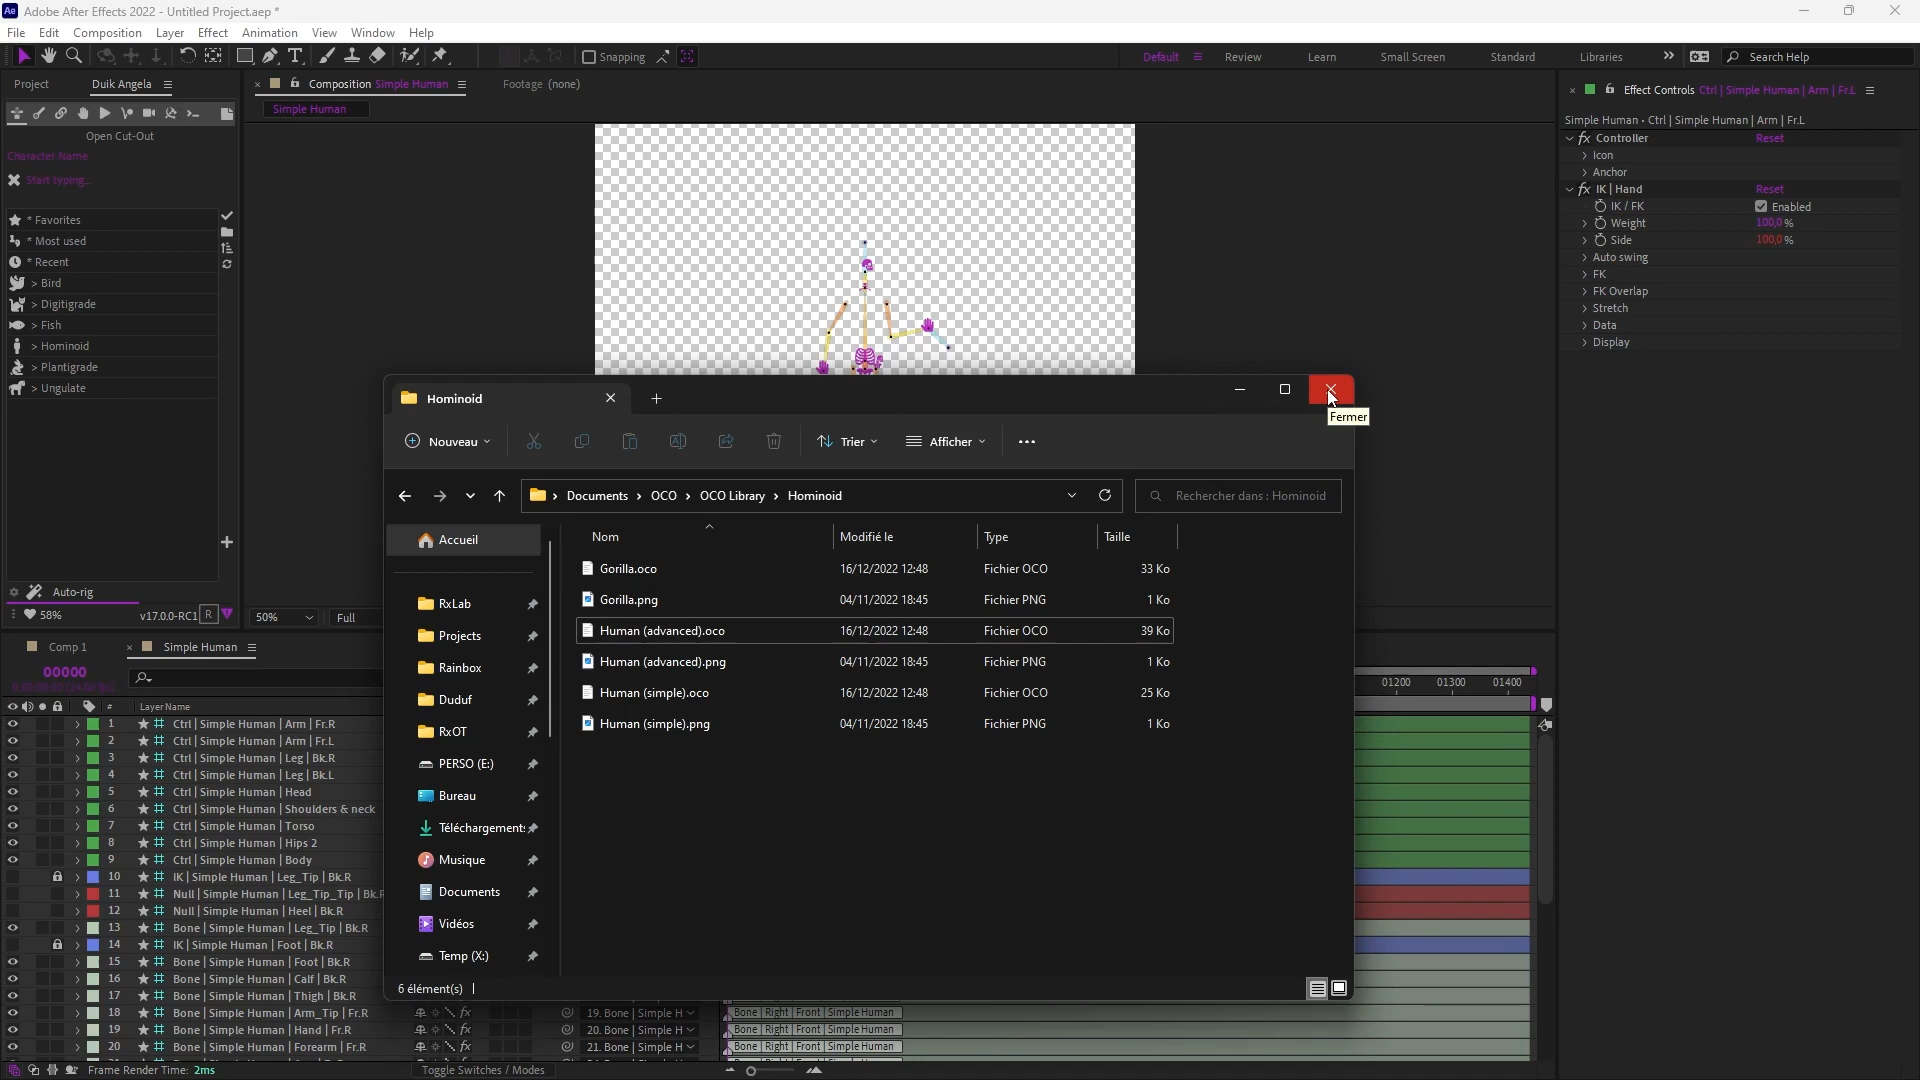 Ae Adobe After Effects 2022 - Untitled Project.aep *
File Edit Composition Layer Effect Animation View Window Help
Snapping
Default Review Learn Small Screen Standard Libraries Search Help
Project Duik Angela
Composition Simple Human Footage (none)
Simple Human
Open Cut-Out
Character Name
Start typing...
* Favorites
* Most used
* Recent
> Bird
> Digitigrade
> Fish
> Hominoid
> Plantigrade
> Ungulate
Auto-rig
58% v17.0.0-RC1 R
50% Full
Effect Controls Ctrl | Simple Human | Arm | Fr.L
Simple Human • Ctrl | Simple Human | Arm | Fr.L
fx Controller Reset
Icon
Anchor
fx IK | Hand Reset
IK / FK Enabled
Weight 100,0 %
Side 100,0 %
Auto swing
FK
FK Overlap
Stretch
Data
Display
Hominoid
Fermer
Nouveau Trier Afficher
Documents OCO OCO Library Hominoid
Rechercher dans : Hominoid
Accueil
RxLab
Projects
Rainbox
Duduf
RxOT
PERSO (E:)
Bureau
Téléchargements
Musique
Documents
Vidéos
Temp (X:)
Nom Modifié le Type Taille
Gorilla.oco 16/12/2022 12:48 Fichier OCO 33 Ko
Gorilla.png 04/11/2022 18:45 Fichier PNG 1 Ko
Human (advanced).oco 16/12/2022 12:48 Fichier OCO 39 Ko
Human (advanced).png 04/11/2022 18:45 Fichier PNG 1 Ko
Human (simple).oco 16/12/2022 12:48 Fichier OCO 25 Ko
Human (simple).png 04/11/2022 18:45 Fichier PNG 1 Ko
6 élément(s)
Comp 1 Simple Human
00000
01200 01300 01400
# Layer Name
1 Ctrl | Simple Human | Arm | Fr.R
2 Ctrl | Simple Human | Arm | Fr.L
3 Ctrl | Simple Human | Leg | Bk.R
4 Ctrl | Simple Human | Leg | Bk.L
5 Ctrl | Simple Human | Head
6 Ctrl | Simple Human | Shoulders & neck
7 Ctrl | Simple Human | Torso
8 Ctrl | Simple Human | Hips 2
9 Ctrl | Simple Human | Body
10 IK | Simple Human | Leg_Tip | Bk.R
11 Null | Simple Human | Leg_Tip_Tip | Bk.R
12 Null | Simple Human | Heel | Bk.R
13 Bone | Simple Human | Leg_Tip | Bk.R
14 IK | Simple Human | Foot | Bk.R
15 Bone | Simple Human | Foot | Bk.R
16 Bone | Simple Human | Calf | Bk.R
17 Bone | Simple Human | Thigh | Bk.R
18 Bone | Simple Human | Arm_Tip | Fr.R fx 19. Bone | Simple H Bone | Right | Front | Simple Human
19 Bone | Simple Human | Hand | Fr.R fx 20. Bone | Simple H Bone | Right | Front | Simple Human
20 Bone | Simple Human | Forearm | Fr.R fx 21. Bone | Simple H Bone | Right | Front | Simple Human
Frame Render Time: 2ms Toggle Switches / Modes